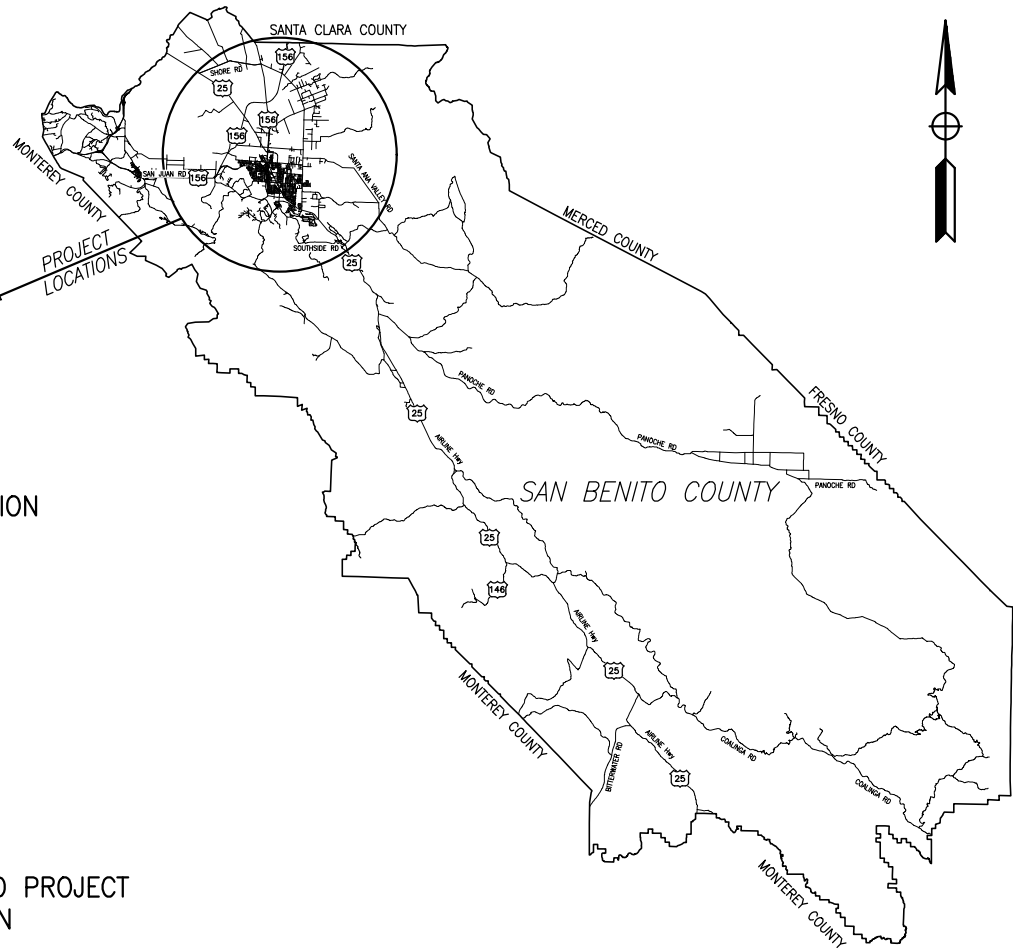 SANTA CLARA COUNTY
156
SHORE RD
25
156
156
MONTEREY COUNTY
SAN JUAN RD
156
SANTA ANA VALLEY RD
MERCED COUNTY
PROJECT
LOCATIONS
SOUTHSIDE RD
25
PANOCHE RD
FRESNO COUNTY
25
AIRLINE Hwy
PANOCHE RD
PANOCHE RD
SAN BENITO COUNTY
ION
25
146
AIRLINE Hwy
25
MONTEREY COUNTY
BITTERWATER RD
AIRLINE Hwy
COALINGA RD
25
COALINGA RD
MONTEREY COUNTY
PROJECT
N